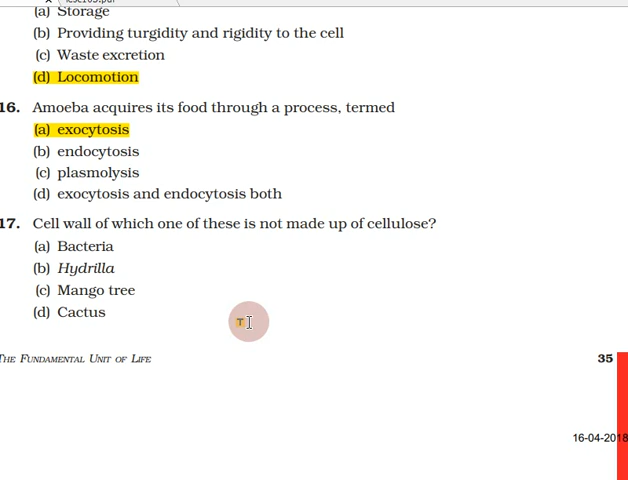 (a) Storage
(b) Providing turgidity and rigidity to the cell
(c) Waste excretion
(d) Locomotion
16. Amoeba acquires its food through a process, termed
(a) exocytosis
(b) endocytosis
(c) plasmolysis
(d) exocytosis and endocytosis both
17. Cell wall of which one of these is not made up of cellulose?
(a) Bacteria
(b) Hydrilla
(c) Mango tree
(d) Cactus
T
THE FUNDAMENTAL UNIT OF LIFE 35
16-04-2018